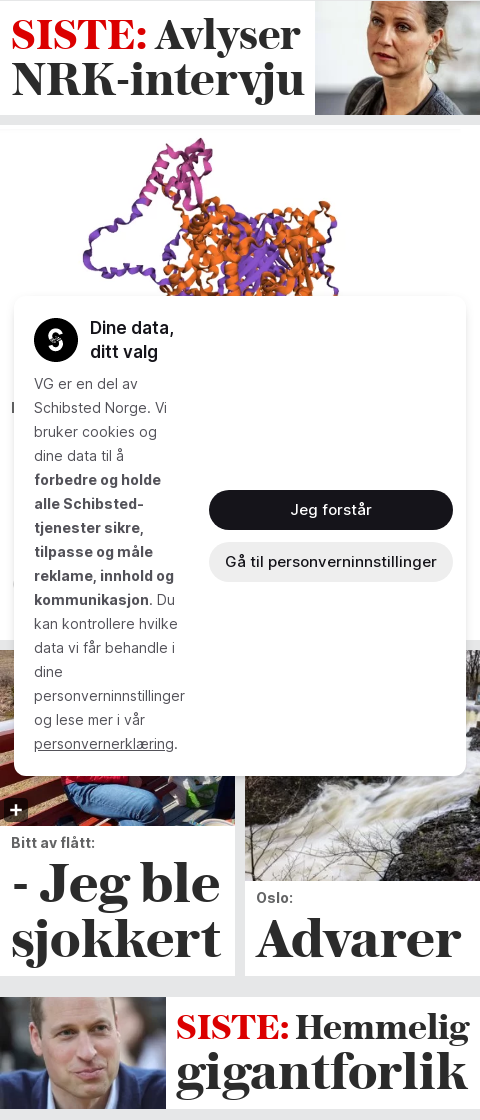 SISTE: Avlyser
NRK-intervju
Dine data,
ditt valg
VG er en del av
Schibsted Norge. Vi
bruker cookies og
dine data til å
forbedre og holde
alle Schibsted-
tjenester sikre,
tilpasse og måle
reklame, innhold og
kommunikasjon. Du
kan kontrollere hvilke
data vi får behandle i
dine
personverninnstillinger
og lese mer i vår
personvernerklæring.
Jeg forstår
Gå til personverninnstillinger
Bitt av flått:
- Jeg ble
sjokkert
Oslo:
Advarer
SISTE: Hemmelig
gigantforlik